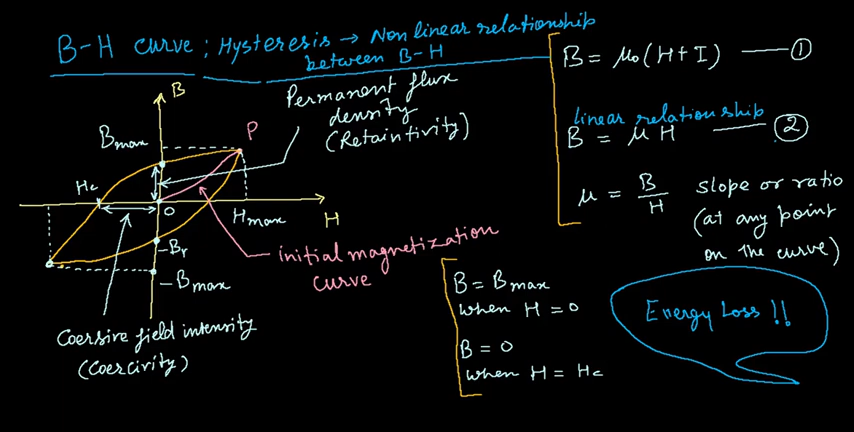 B-H curve; Hysteresis → Non linear relationship
between B-H
B
Permanent flux
density
(Retaintivity)
Bmax
P
Hc
O
Hmax
H
-Br
-Bmax
initial magnetization
curve
Coersive field intensity
(Coercivity)
B = μ₀(H+I) — ①
linear relationship
B = μ H — ②
μ = B/H slope or ratio
(at any point
on the curve)
B = Bmax
when H = 0
B = 0
when H = Hc
Energy Loss !!